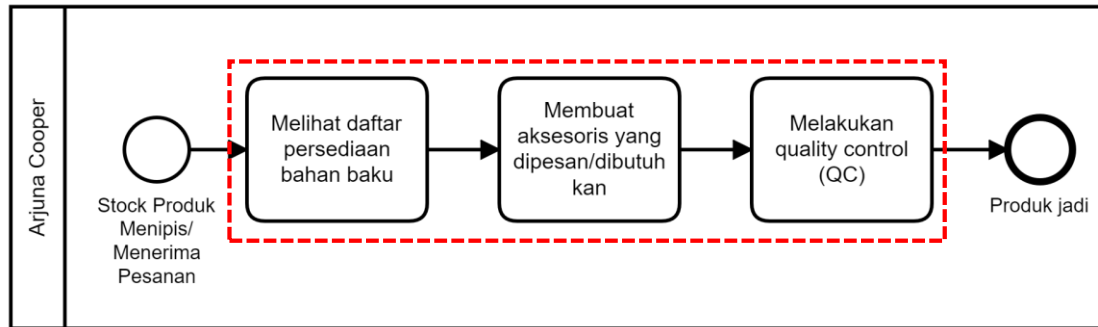 Arjuna Cooper
Stock Produk
Menipis/
Menerima
Pesanan
Melihat daftar
persediaan
bahan baku
Membuat
aksesoris yang
dipesan/dibutuh
kan
Melakukan
quality control
(QC)
Produk jadi